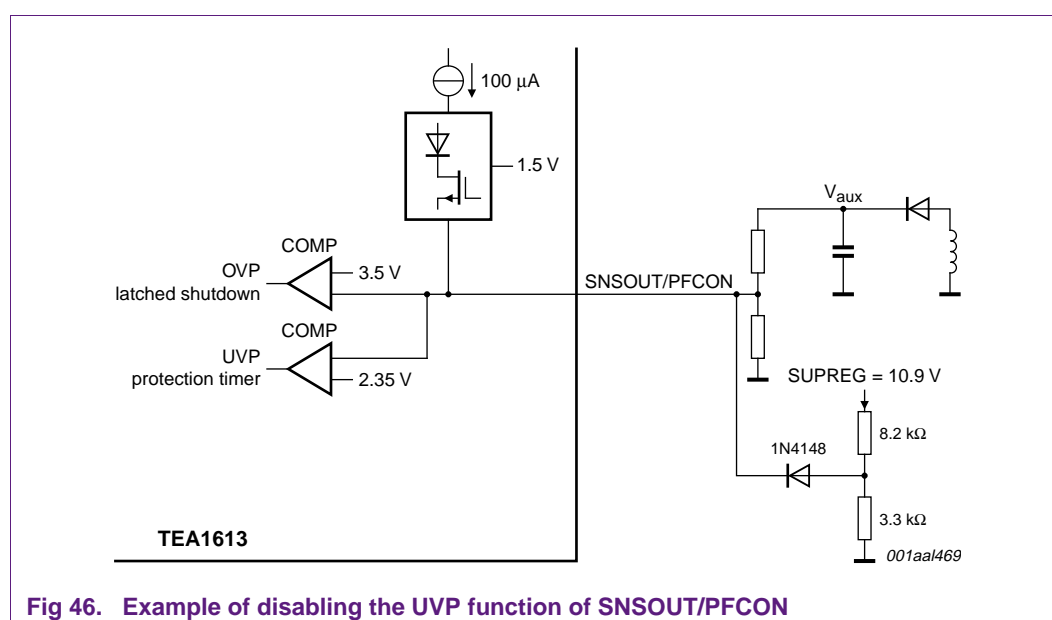 100 μA
1.5 V
V aux
COMP
OVP
latched shutdown
3.5 V
SNSOUT/PFCON
COMP
UVP
protection timer
2.35 V
SUPREG = 10.9 V
8.2 kΩ
1N4148
3.3 kΩ
TEA1613
001aal469
Fig 46. Example of disabling the UVP function of SNSOUT/PFCON